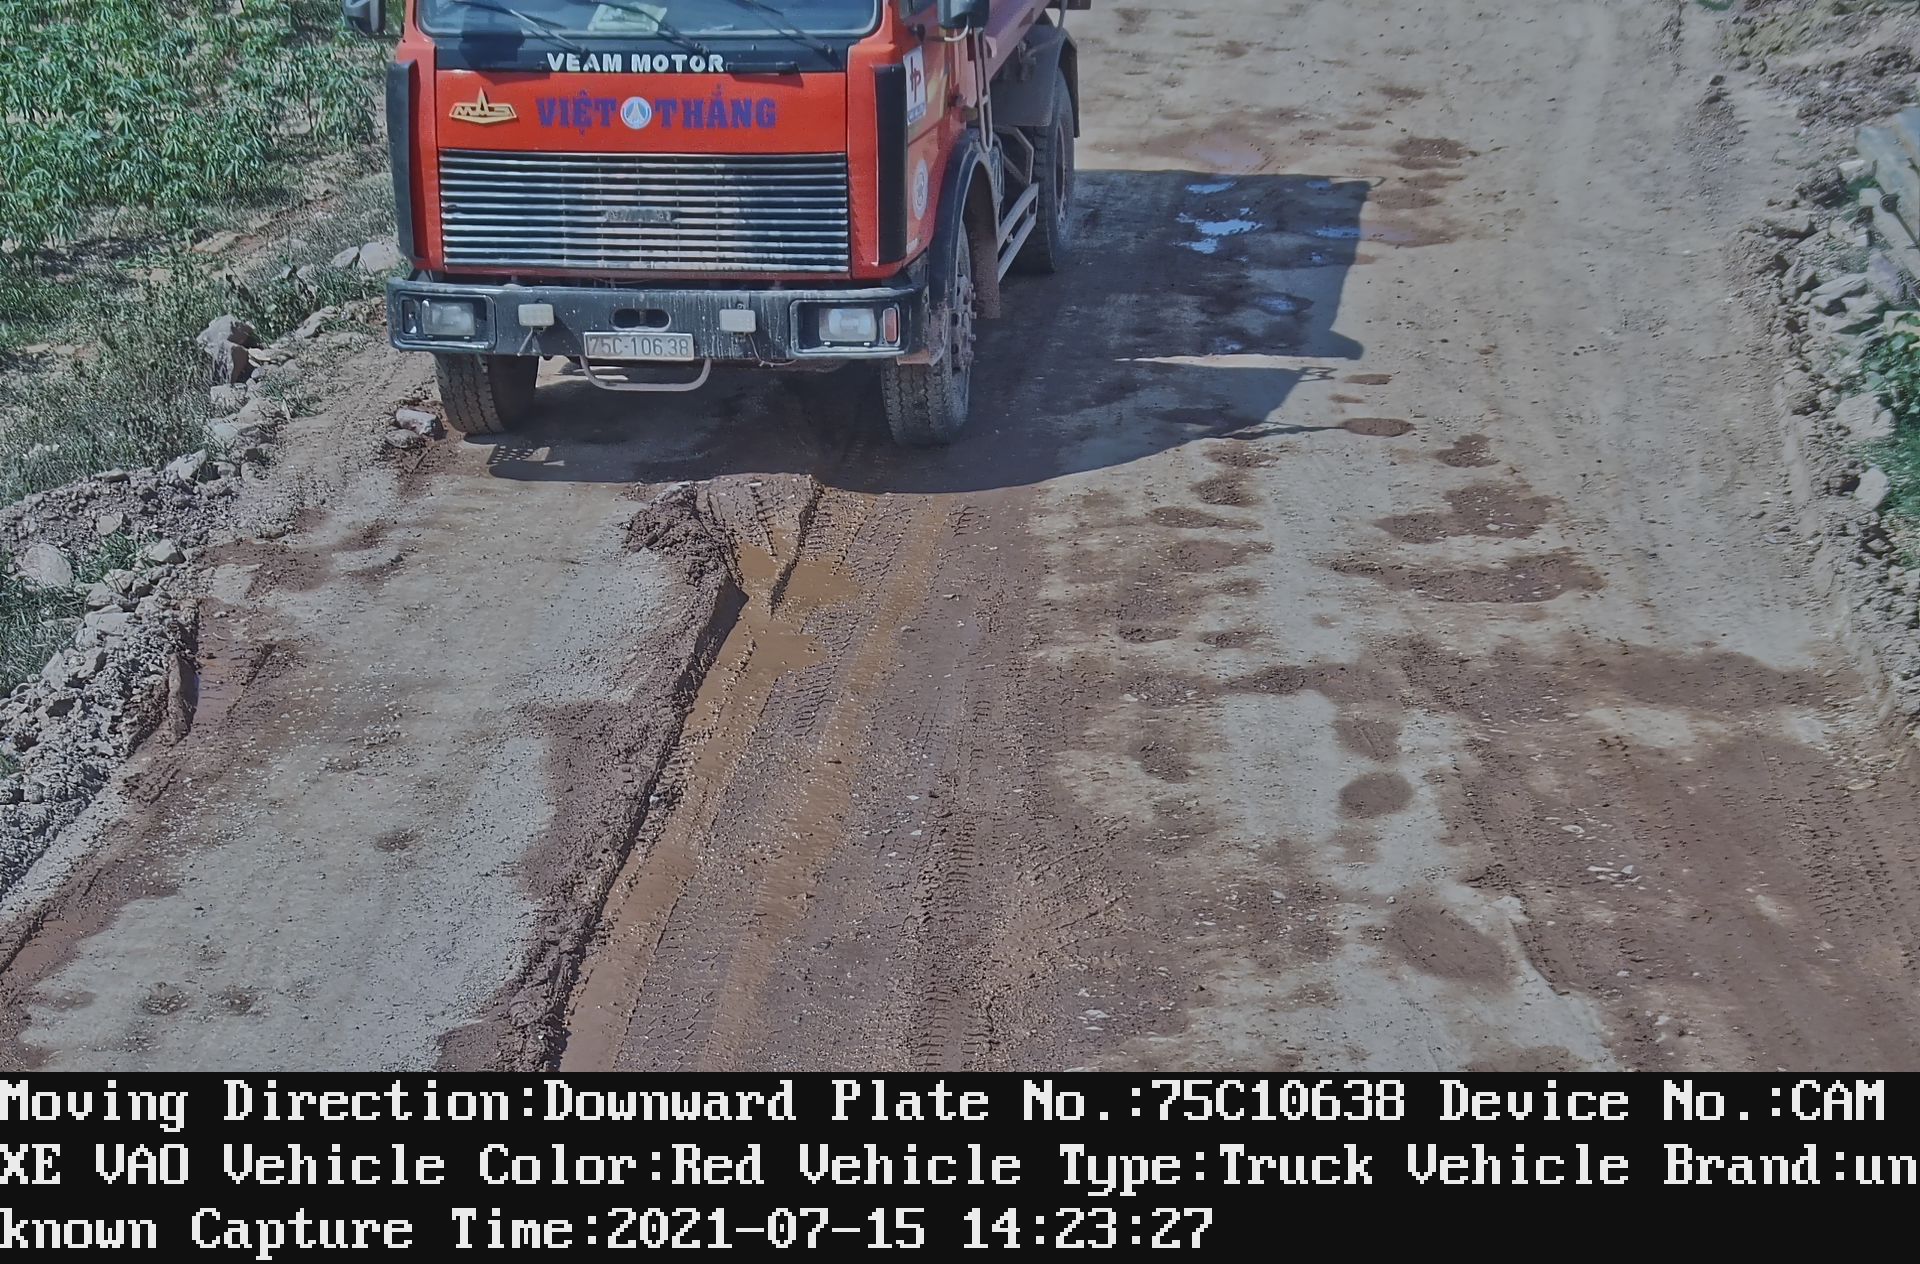 VEAM MOTOR
MAZ
VIỆT THẮNG
75C-106.38
Moving Direction:Downward Plate No.:75C10638 Device No.:CAM
XE VAO Vehicle Color:Red Vehicle Type:Truck Vehicle Brand:un
known Capture Time:2021-07-15 14:23:27